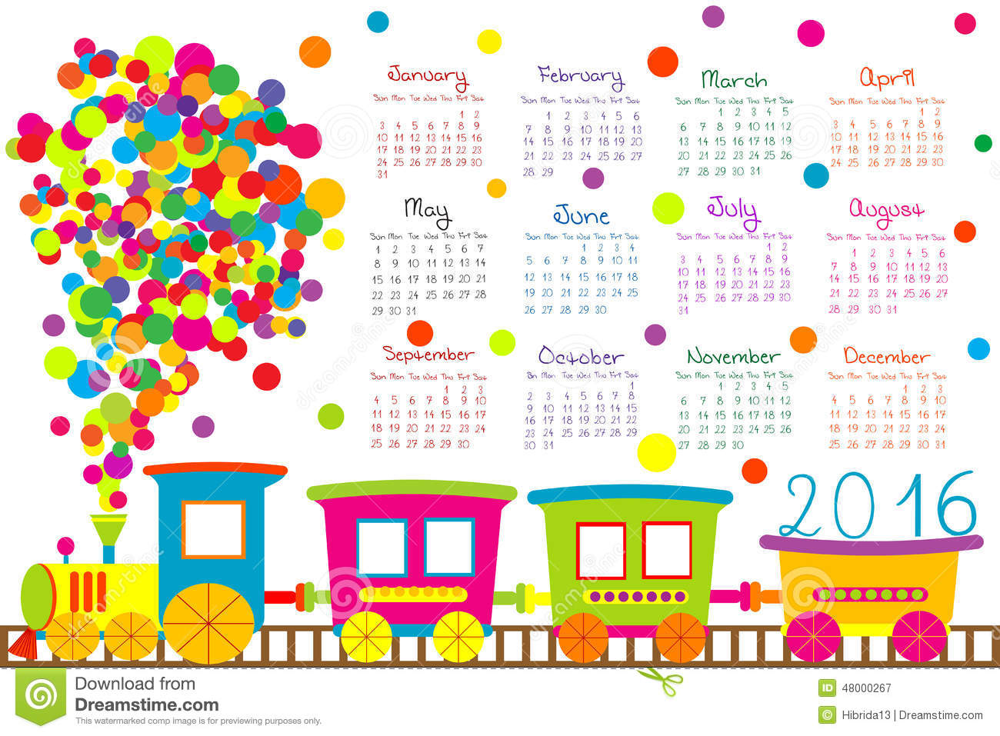 January
Sun Mon Tue Wed Thu Fri Sat
1 2
3 4 5 6 7 8 9
10 11 12 13 14 15 16
17 18 19 20 21 22 23
24 25 26 27 28 29 30
31
February
Sun Mon Tue Wed Thu Fri Sat
1 2 3 4 5 6
7 8 9 10 11 12 13
14 15 16 17 18 19 20
21 22 23 24 25 26 27
28 29
March
Sun Mon Tue Wed Thu Fri Sat
1 2 3 4 5
6 7 8 9 10 11 12
13 14 15 16 17 18 19
20 21 22 23 24 25 26
27 28 29 30 31
April
Sun Mon Tue Wed Thu Fri Sat
1 2
3 4 5 6 7 8 9
10 11 12 13 14 15 16
17 18 19 20 21 22 23
24 25 26 27 28 29 30
May
Sun Mon Tue Wed Thu Fri Sat
1 2 3 4 5 6 7
8 9 10 11 12 13 14
15 16 17 18 19 20 21
22 23 24 25 26 27 28
29 30 31
June
Sun Mon Tue Wed Thu Fri Sat
1 2 3 4
5 6 7 8 9 10 11
12 13 14 15 16 17 18
19 20 21 22 23 24 25
26 27 28 29 30
July
Sun Mon Tue Wed Thu Fri Sat
1 2
3 4 5 6 7 8 9
10 11 12 13 14 15 16
17 18 19 20 21 22 23
24 25 26 27 28 29 30
31
August
Sun Mon Tue Wed Thu Fri Sat
1 2 3 4 5 6
7 8 9 10 11 12 13
14 15 16 17 18 19 20
21 22 23 24 25 26 27
28 29 30 31
September
Sun Mon Tue Wed Thu Fri Sat
1 2 3
4 5 6 7 8 9 10
11 12 13 14 15 16 17
18 19 20 21 22 23 24
25 26 27 28 29 30
October
Sn Mon Tue Wed Thu Fri Sat
1
2 3 4 5 6 7 8
9 10 11 12 13 14 15
16 17 18 19 20 21 22
23 24 25 26 27 28 29
30 31
November
Sun Mon Tue Wed Thu Fri Sat
1 2 3 4 5
6 7 8 9 10 11 12
13 14 15 16 17 18 19
20 21 22 23 24 25 26
27 28 29 30
December
Sun Mon Tue Wed Thu Fri Sat
1 2 3
4 5 6 7 8 9 10
11 12 13 14 15 16 17
18 19 20 21 22 23 24
25 26 27 28 29 30 31
2016
Download from
Dreamstime.com
This watermarked comp image is for previewing purposes only.
ID 48000267
© Hibrida13 | Dreamstime.com